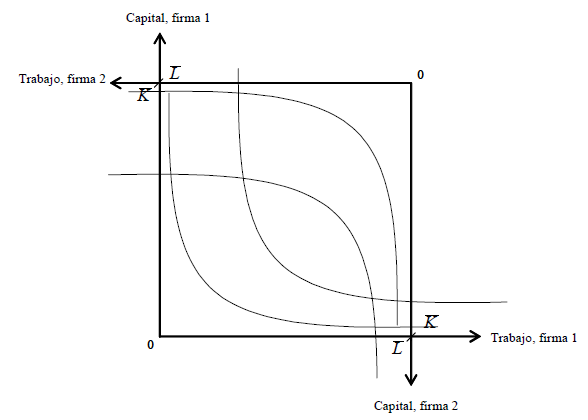 Capital, firma 1
Trabajo, firma 2
L̅
0
K̅
0
K̅
L̅
Trabajo, firma 1
Capital, firma 2